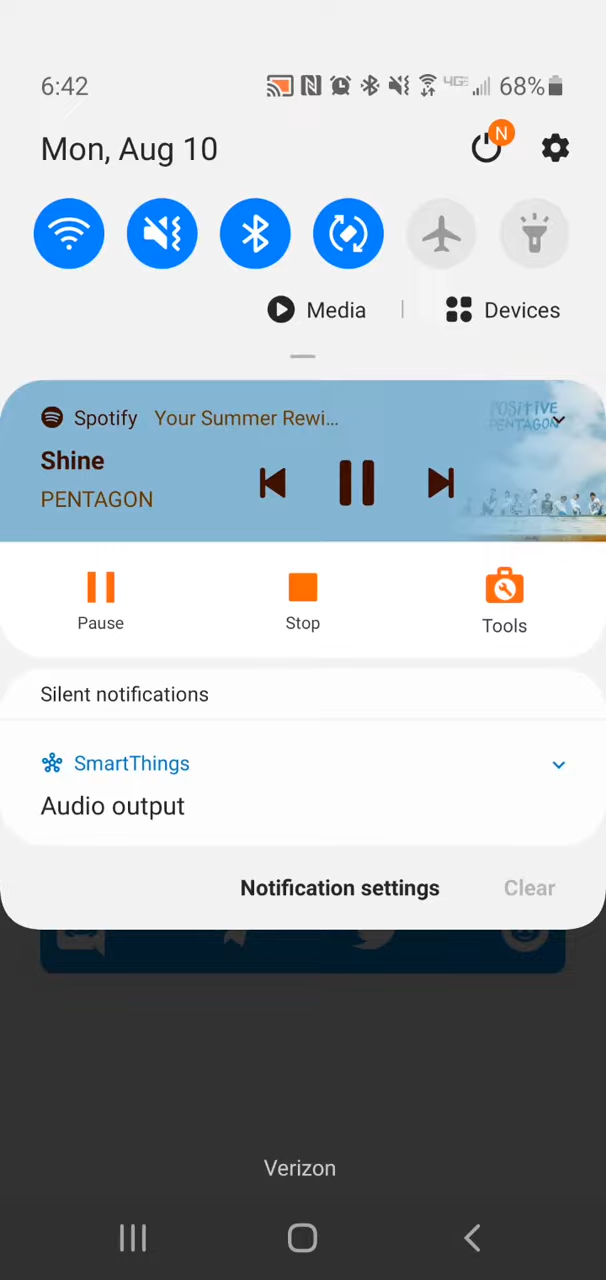 6:42
4GE 68%
Mon, Aug 10
N
Media | Devices
Spotify Your Summer Rewi...
POSITIVE
PENTAGON
Shine
PENTAGON
Pause Stop Tools
Silent notifications
SmartThings
Audio output
Notification settings Clear
Verizon